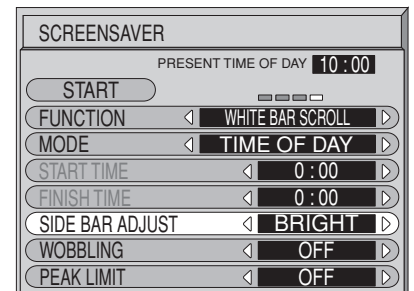 SCREENSAVER
PRESENT TIME OF DAY 10 : 00
START
FUNCTION WHITE BAR SCROLL
MODE TIME OF DAY
START TIME 0 : 00
FINISH TIME 0 : 00
SIDE BAR ADJUST BRIGHT
WOBBLING OFF
PEAK LIMIT OFF